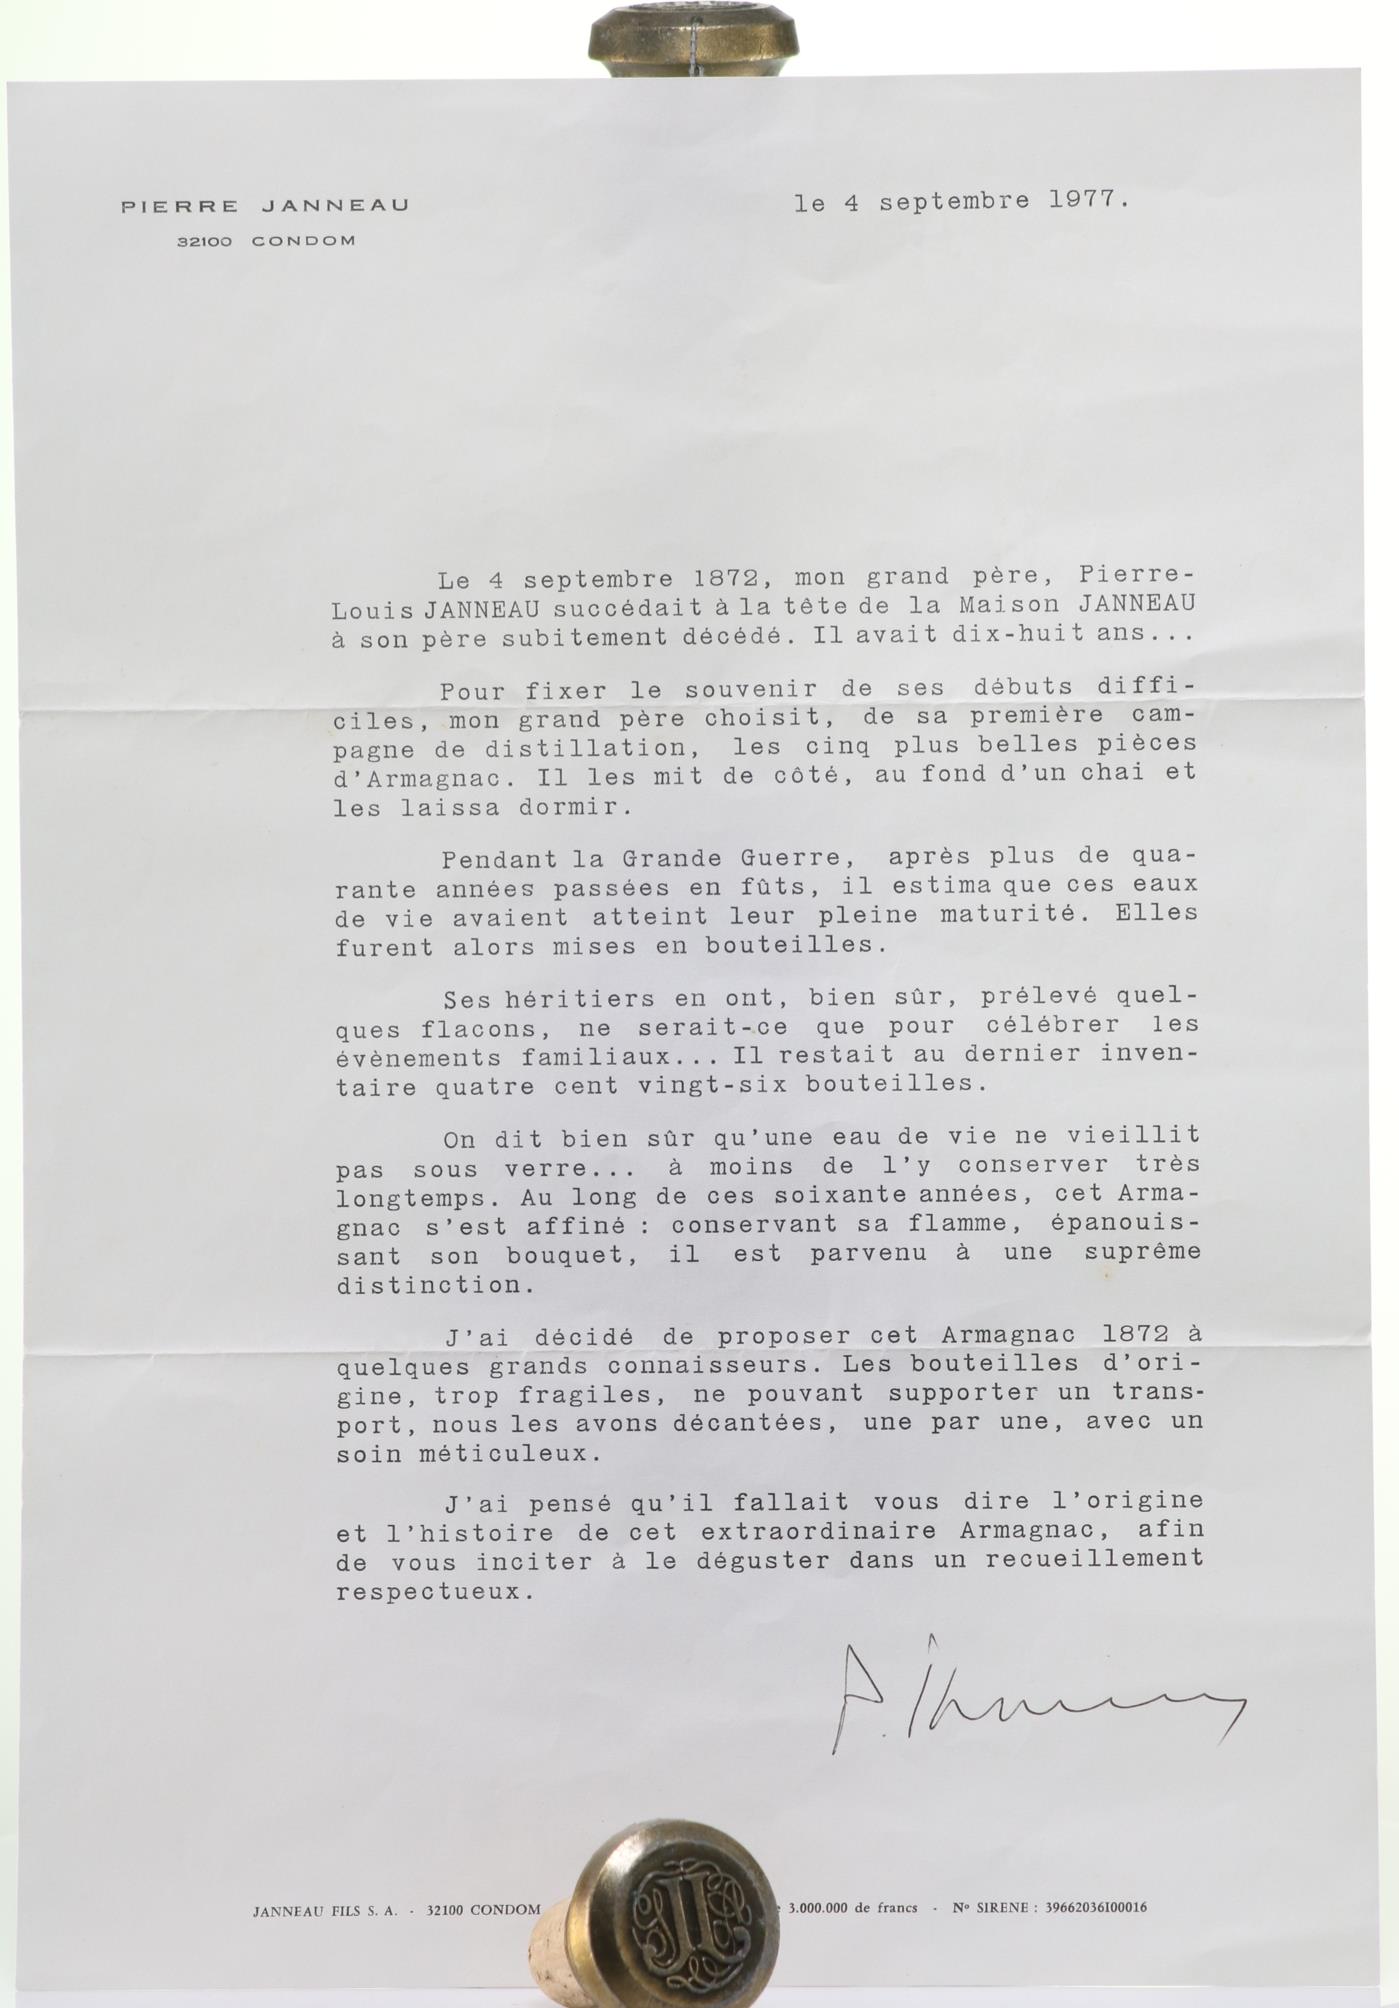 PIERRE JANNEAU
32100 CONDOM
le 4 septembre 1977.
Le 4 septembre 1872, mon grand père, Pierre-
Louis JANNEAU succédait à la tête de la Maison JANNEAU
à son père subitement décédé. Il avait dix-huit ans...
Pour fixer le souvenir de ses débuts diffi-
ciles, mon grand père choisit, de sa première cam-
pagne de distillation, les cinq plus belles pièces
d'Armagnac. Il les mit de côté, au fond d'un chai et
les laissa dormir.
Pendant la Grande Guerre, après plus de qua-
rante années passées en fûts, il estima que ces eaux
de vie avaient atteint leur pleine maturité. Elles
furent alors mises en bouteilles.
Ses héritiers en ont, bien sûr, prélevé quel-
ques flacons, ne serait-ce que pour célébrer les
évènements familiaux... Il restait au dernier inven-
taire quatre cent vingt-six bouteilles.
On dit bien sûr qu'une eau de vie ne vieillit
pas sous verre... à moins de l'y conserver très
longtemps. Au long de ces soixante années, cet Arma-
gnac s'est affiné : conservant sa flamme, épanouis-
sant son bouquet, il est parvenu à une suprême
distinction.
J'ai décidé de proposer cet Armagnac 1872 à
quelques grands connaisseurs. Les bouteilles d'ori-
gine, trop fragiles, ne pouvant supporter un trans-
port, nous les avons décantées, une par une, avec un
soin méticuleux.
J'ai pensé qu'il fallait vous dire l'origine
et l'histoire de cet extraordinaire Armagnac, afin
de vous inciter à le déguster dans un recueillement
respectueux.
P. Janneau
JANNEAU FILS S. A. - 32100 CONDOM 3.000.000 de francs - Nº SIRENE : 39662036I00016